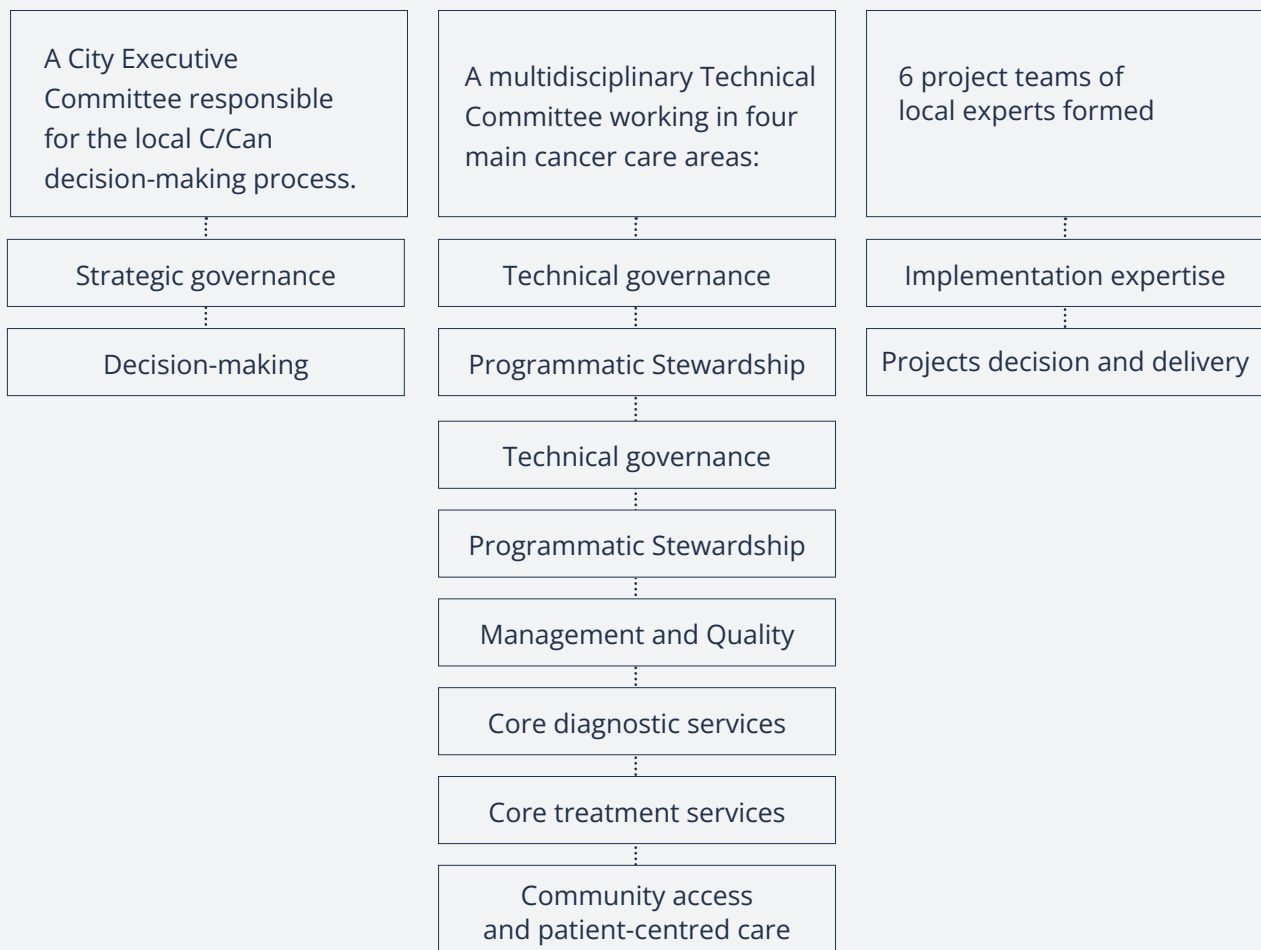 A City Executive
Committee responsible
for the local C/Can
decision-making process.
Strategic governance
Decision-making
A multidisciplinary Technical
Committee working in four
main cancer care areas:
Technical governance
Programmatic Stewardship
Technical governance
Programmatic Stewardship
Management and Quality
Core diagnostic services
Core treatment services
Community access
and patient-centred care
6 project teams of
local experts formed
Implementation expertise
Projects decision and delivery